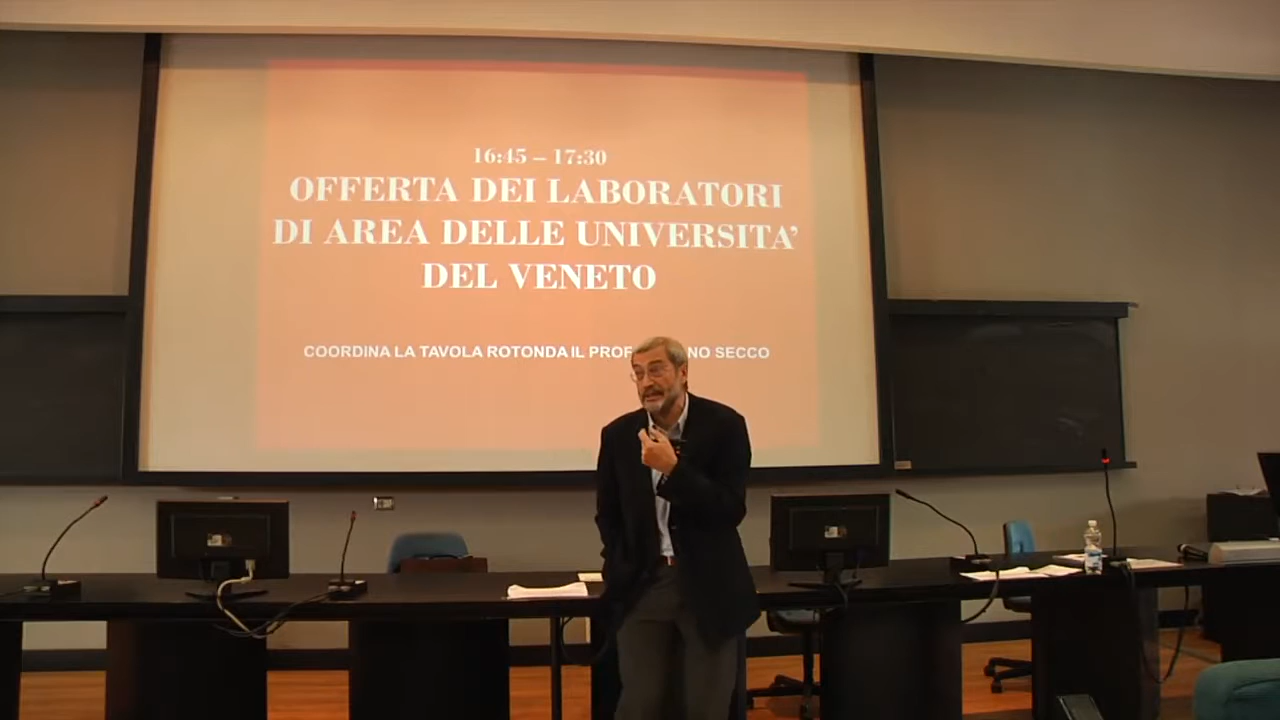 16:45 – 17:30
OFFERTA DEI LABORATORI
DI AREA DELLE UNIVERSITA’
DEL VENETO
COORDINA LA TAVOLA ROTONDA IL PROF NO SECCO